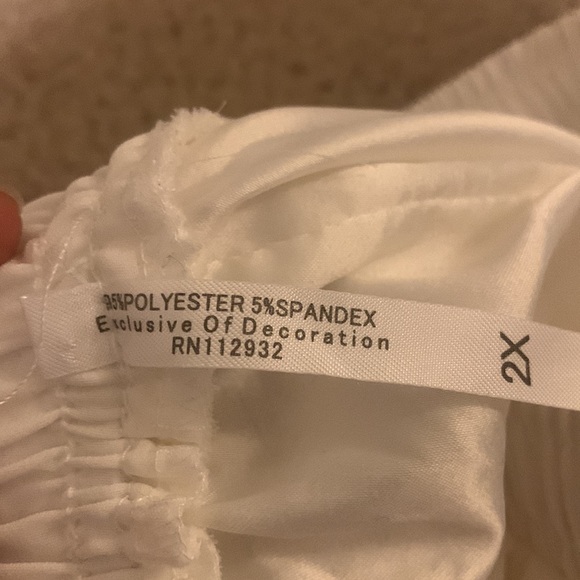 95%POLYESTER 5%SPANDEX
Exclusive Of Decoration
RN112932
2X